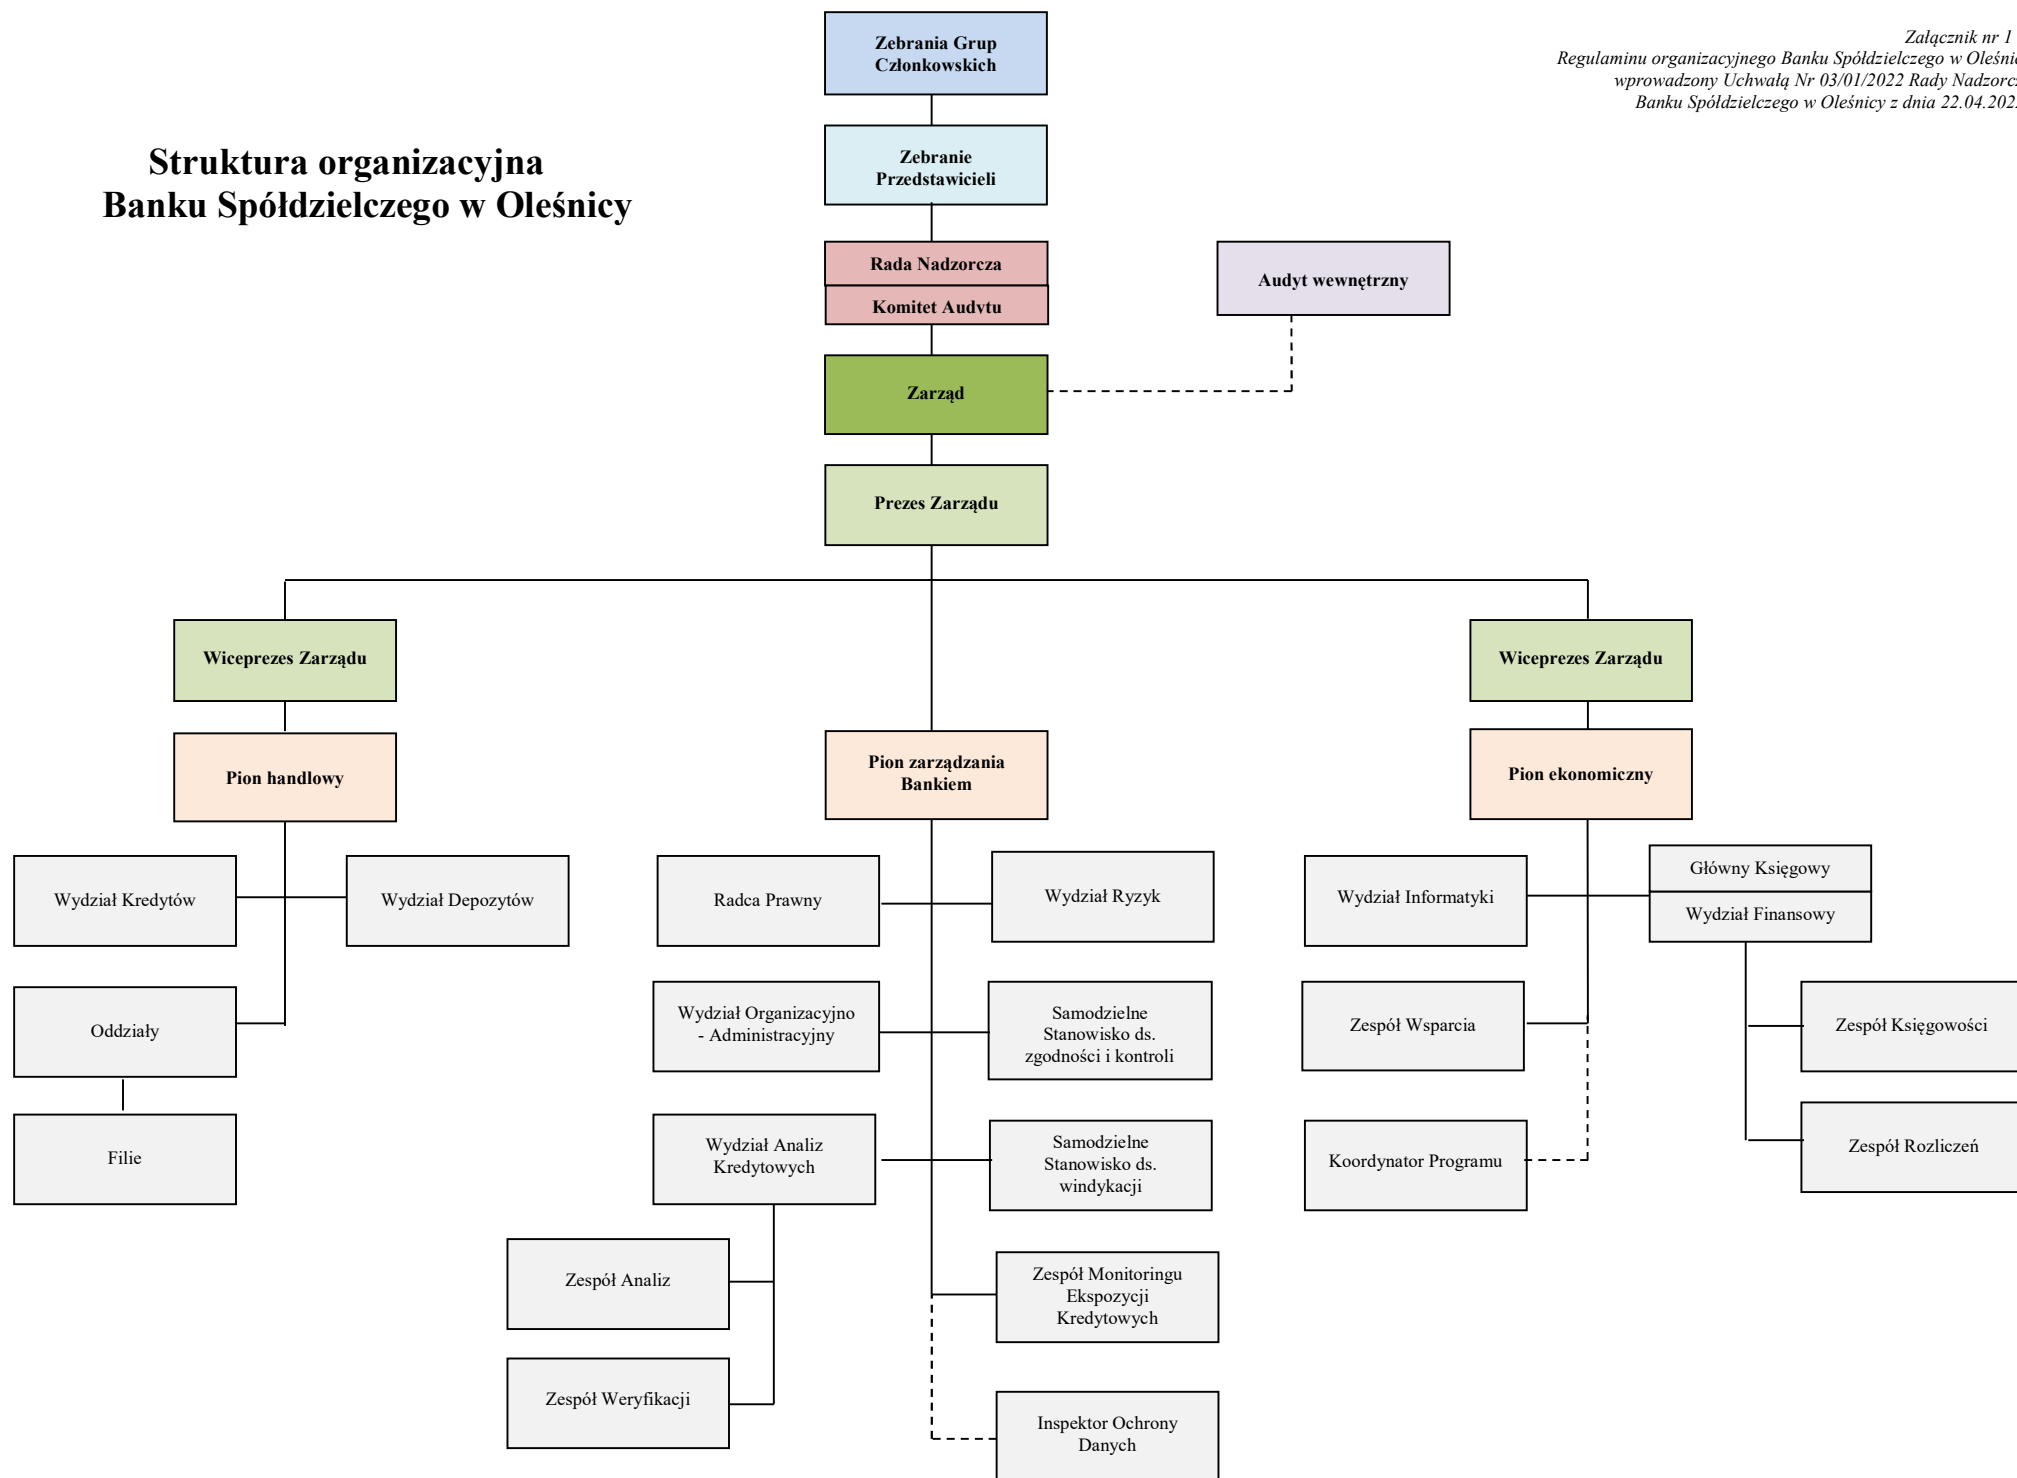 Załącznik nr 1
Regulaminu organizacyjnego Banku Spółdzielczego w
wprowadzony Uchwałą Nr 03/01/2022 Rady
Banku Spółdzielczego w Oleśnicy z dnia
Struktura organizacyjna
Banku Spółdzielczego w Oleśnicy
Zebrania Grup
Członkowskich
Zebranie
Przedstawicieli
Rada Nadzorcza
Komitet Audytu
Audyt wewnętrzny
Zarząd
Prezes Zarządu
Wiceprezes Zarządu
Wiceprezes Zarządu
Pion handlowy
Pion zarządzania
Bankiem
Pion ekonomiczny
Wydział Kredytów
Wydział Depozytów
Oddziały
Filie
Radca Prawny
Wydział Ryzyk
Wydział Organizacyjno
- Administracyjny
Samodzielne
Stanowisko ds.
zgodności i kontroli
Wydział Analiz
Kredytowych
Samodzielne
Stanowisko ds.
windykacji
Zespół Analiz
Zespół Weryfikacji
Zespół Monitoringu
Ekspozycji
Kredytowych
Inspektor Ochrony
Danych
Wydział Informatyki
Główny Księgowy
Wydział Finansowy
Zespół Wsparcia
Zespół Księgowości
Koordynator Programu
Zespół Rozliczeń